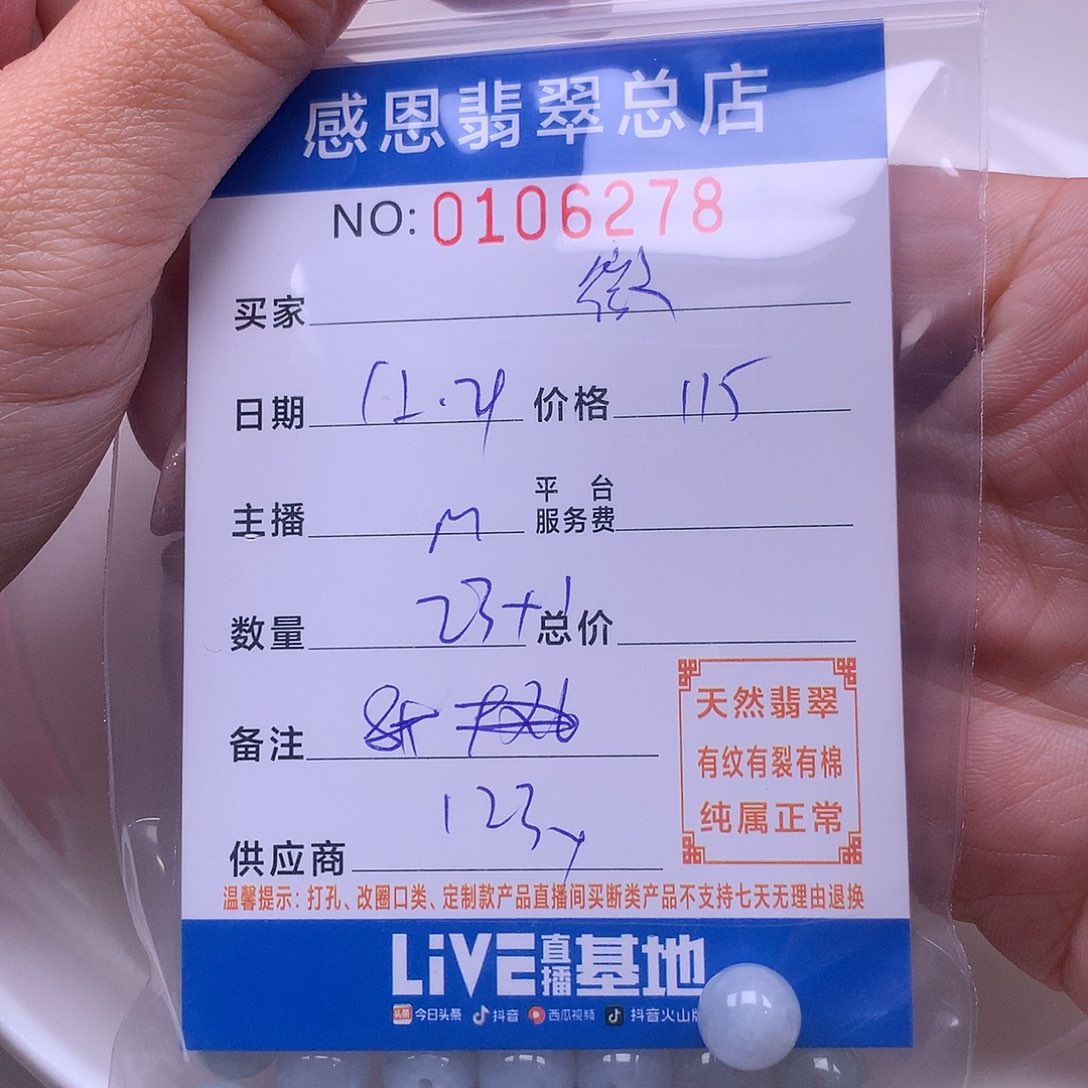 感恩翡翠总店
NO: 0106278
买家 微
日期 12.24 价格 115
主播 M 平台服务费
数量 23+1 总价
备注
123
供应商
天然翡翠
有纹有裂有棉
纯属正常
温馨提示：打孔、改圈口类、定制款产品直播间买断类产品不支持七天无理由退换
LiVE直播基地
头条 今日头条 抖音 西瓜视频 抖音火山版